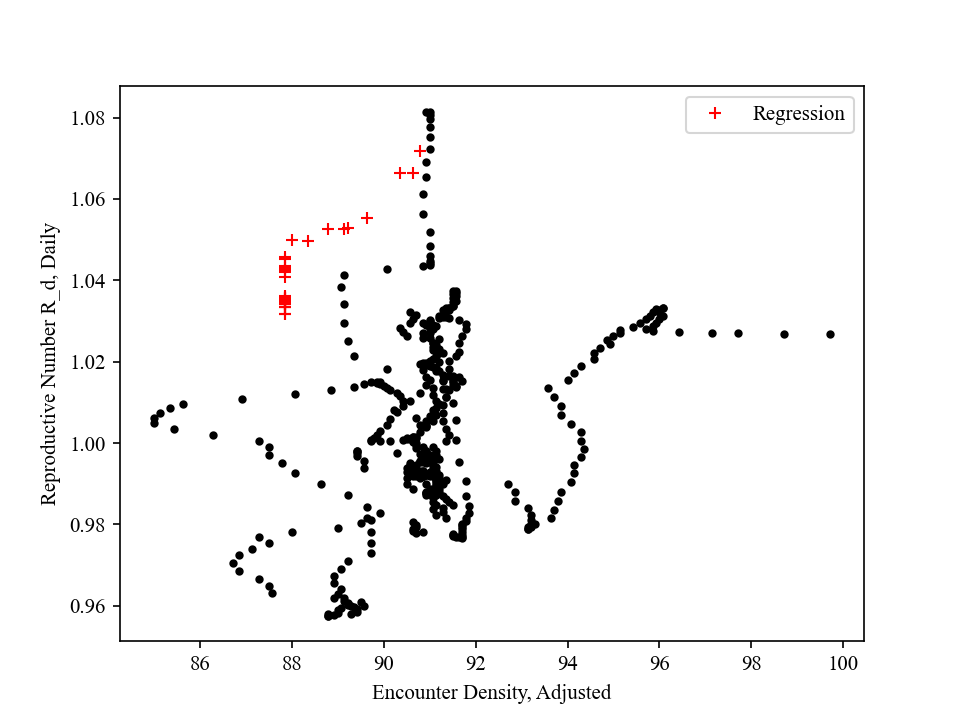 Regression
1.08
1.06
1.04
1.02
1.00
0.98
0.96
Reproductive Number R_d, Daily
86 88 90 92 94 96 98 100
Encounter Density, Adjusted